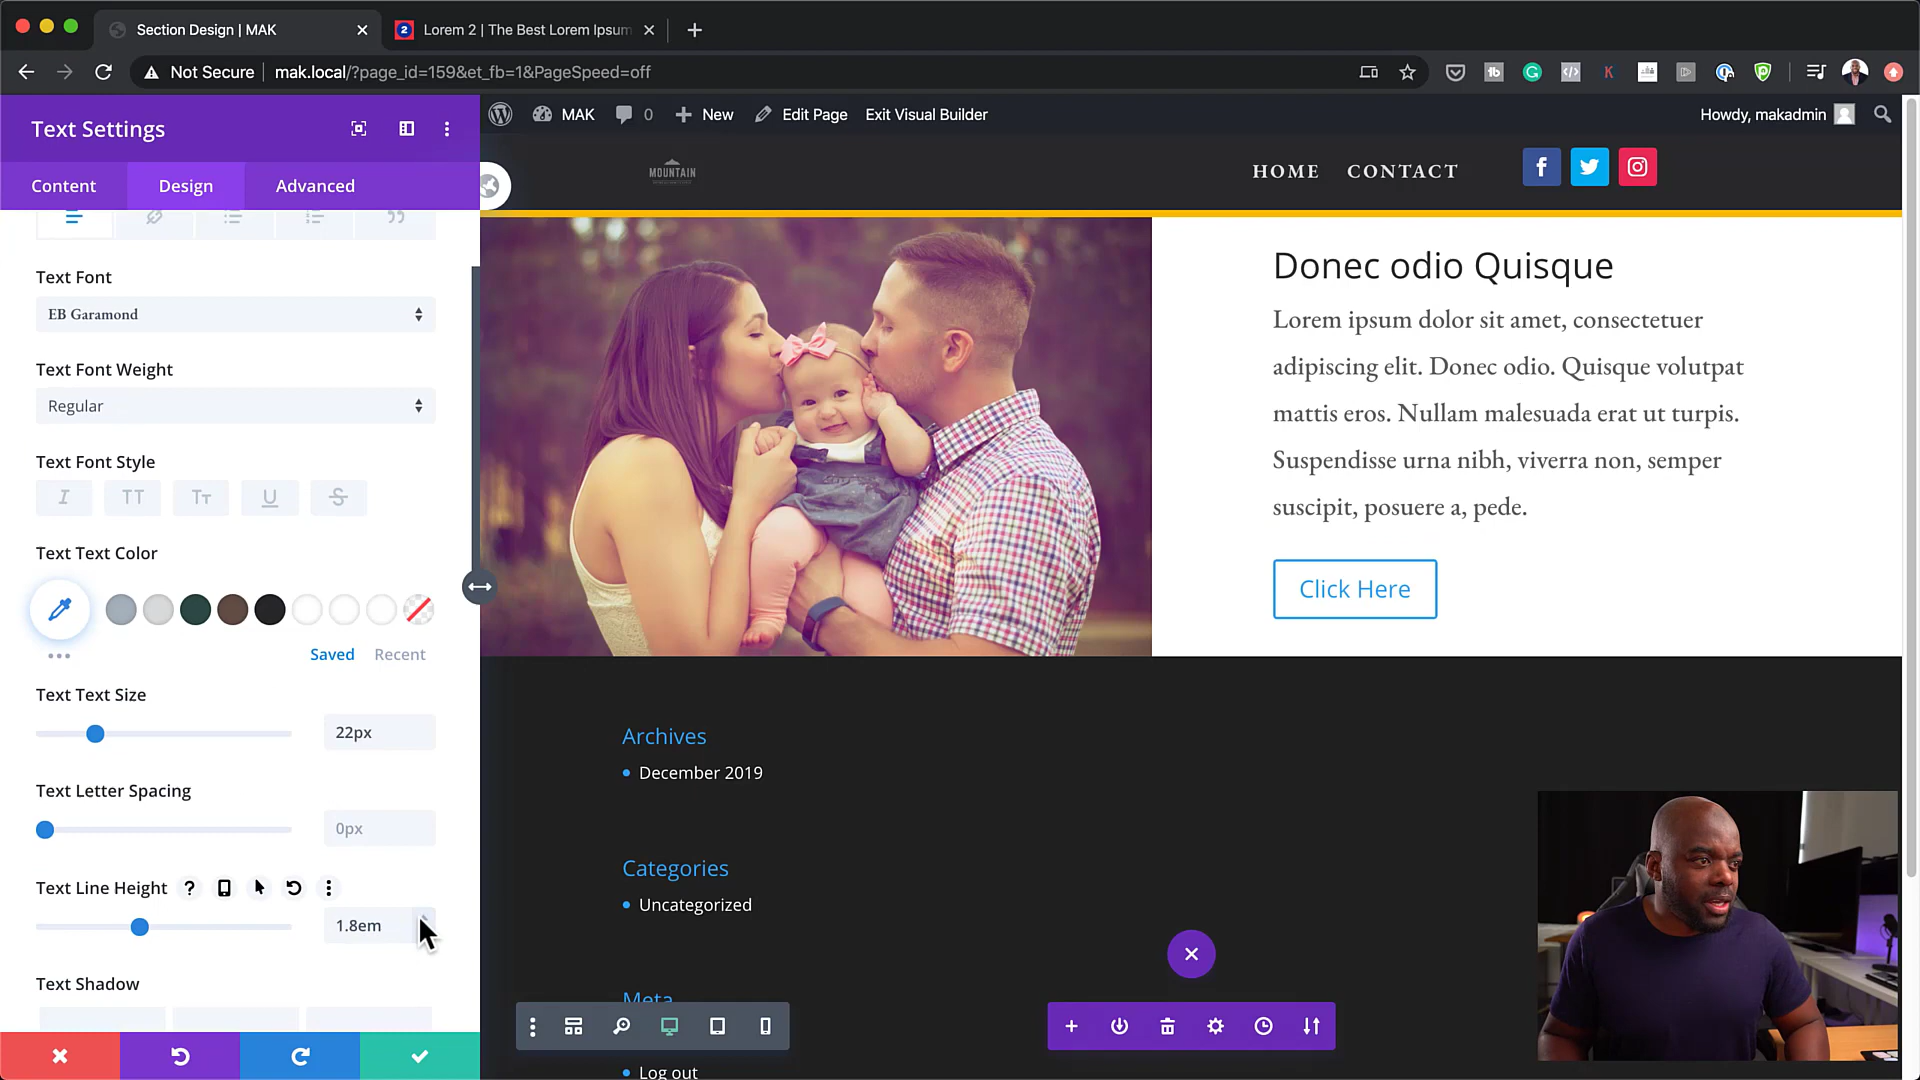 Section Design | MAK
2
Lorem 2 | The Best Lorem Ipsum
Not Secure
mak.local/?page_id=159&et_fb=1&PageSpeed=off
Text Settings
MAK
0
New
Edit Page
Exit Visual Builder
Howdy, makadmin
Content
Design
Advanced
MOUNTAIN
HOME
CONTACT
Text Font
EB Garamond
Text Font Weight
Regular
Text Font Style
I
TT
Tт
U
S
Text Text Color
Saved
Recent
Text Text Size
22px
Text Letter Spacing
0px
Text Line Height
?
1.8em
Text Shadow
Donec odio Quisque
Lorem ipsum dolor sit amet, consectetuer
adipiscing elit. Donec odio. Quisque volutpat
mattis eros. Nullam malesuada erat ut turpis.
Suspendisse urna nibh, viverra non, semper
suscipit, posuere a, pede.
Click Here
Archives
December 2019
Categories
Uncategorized
Meta
Log out